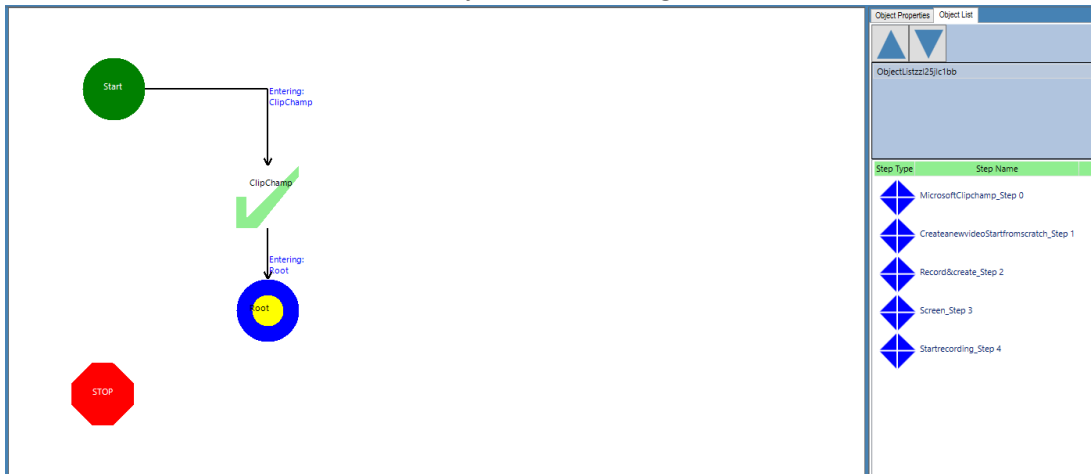 Start
Entering:
ClipChamp
ClipChamp
Entering:
Root
Root
STOP
Object Properties Object List
ObjectListzzl25jlc1bb
Step Type Step Name
MicrosoftClipchamp_Step 0
CreateanewvideoStartfromscratch_Step 1
Record&create_Step 2
Screen_Step 3
Startrecording_Step 4